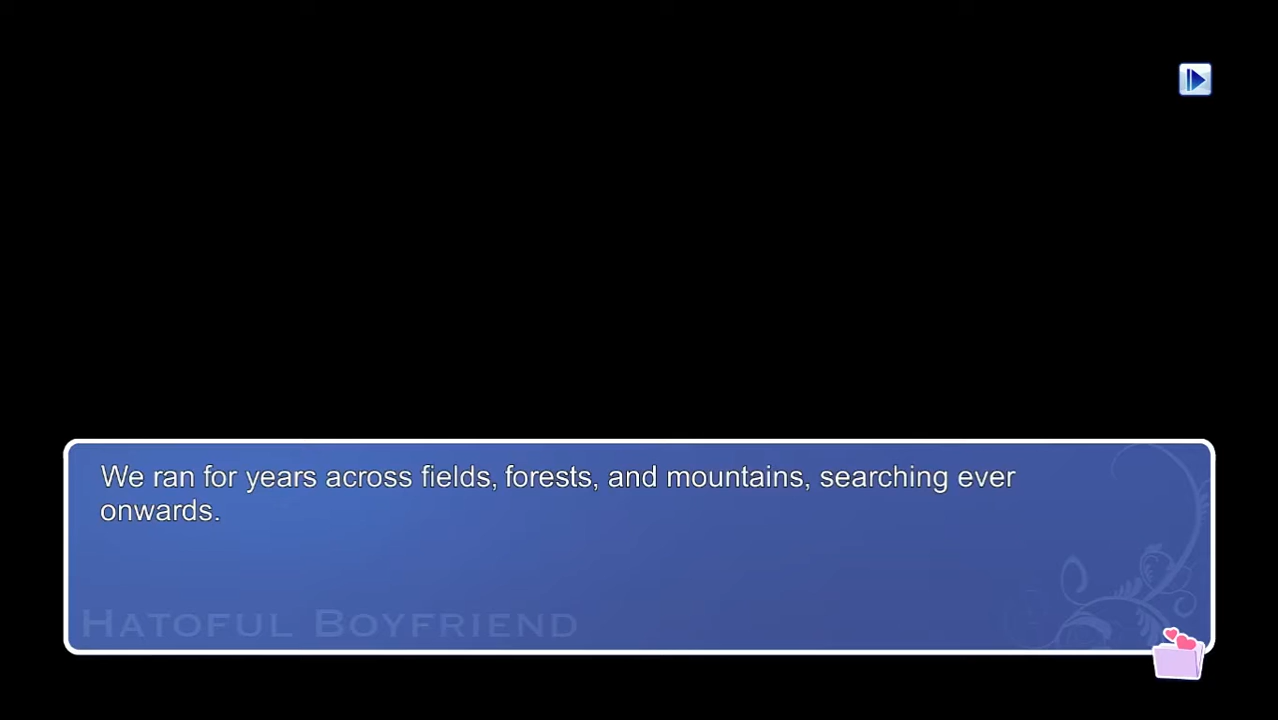 We ran for years across fields, forests, and mountains, searching ever
onwards.
HATOFUL BOYFRIEND